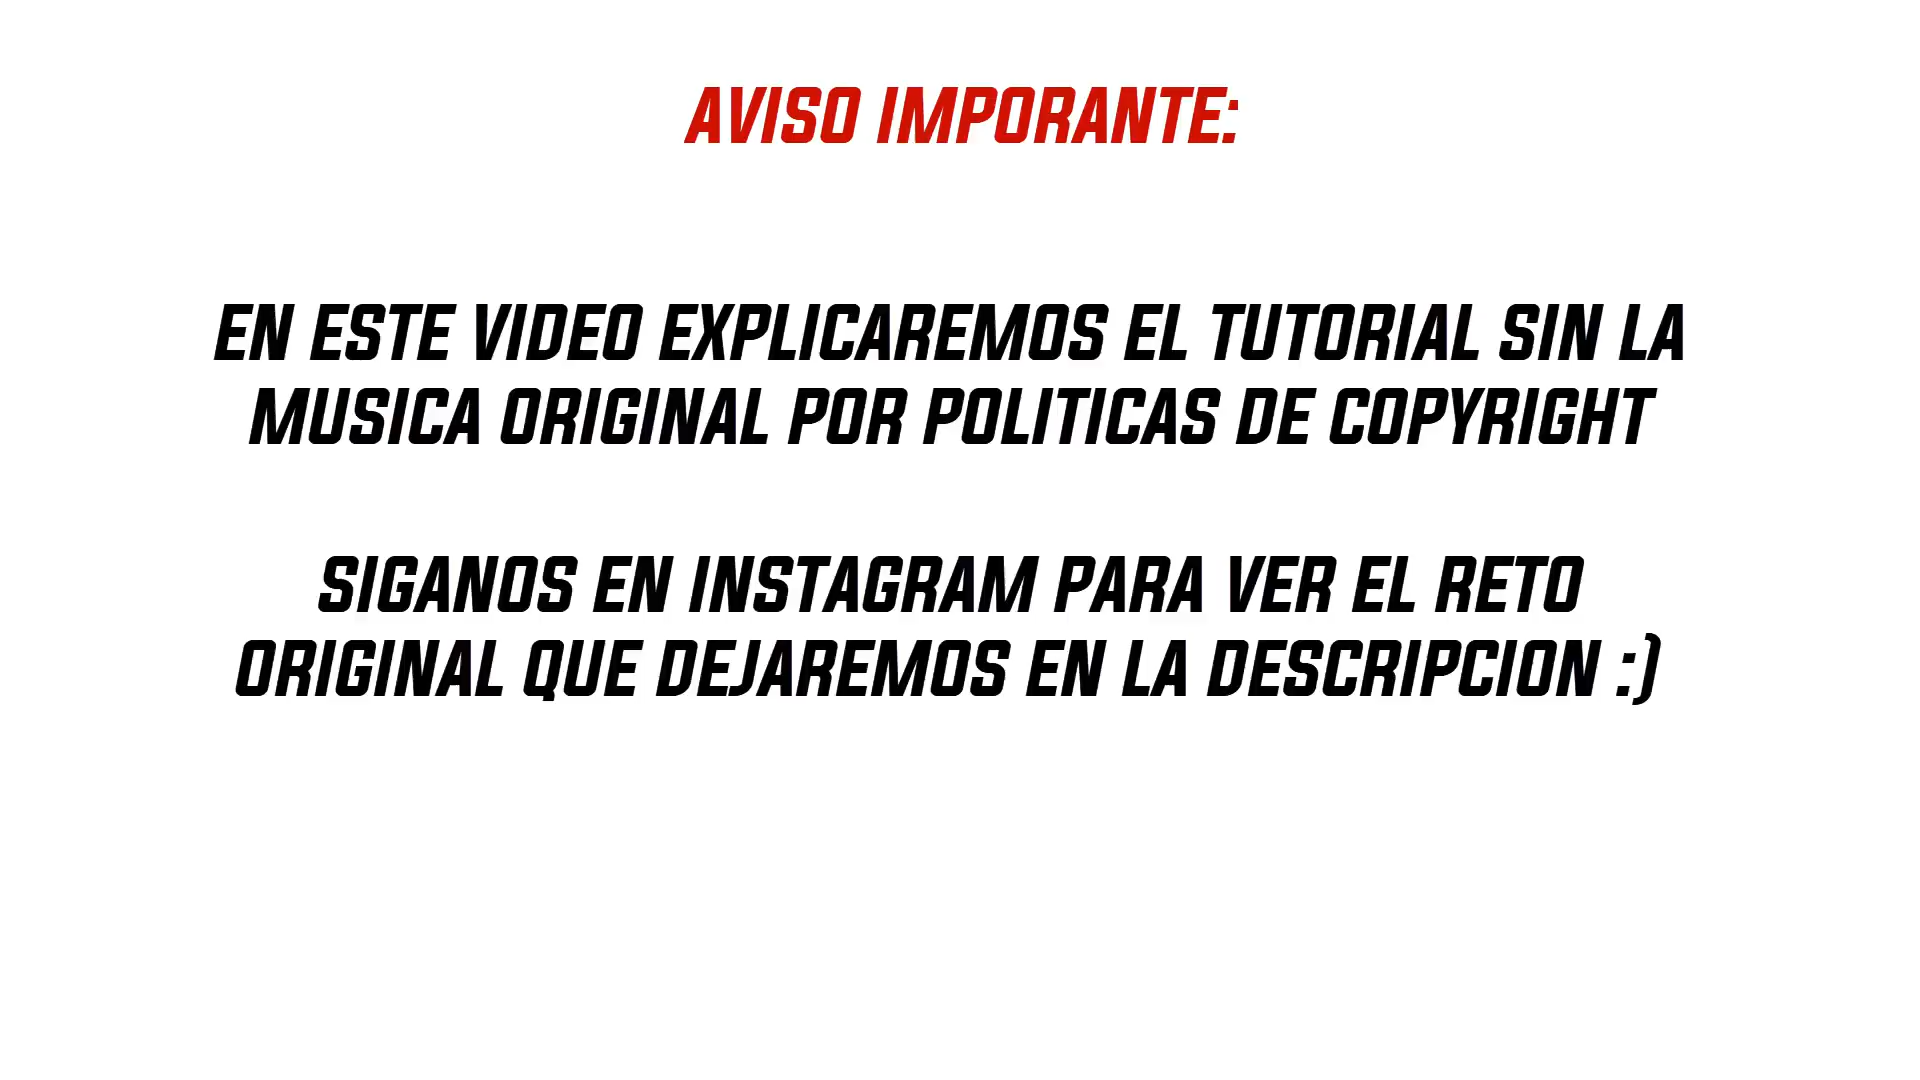 AVISO IMPORANTE:
EN ESTE VIDEO EXPLICAREMOS EL TUTORIAL SIN LA
MUSICA ORIGINAL POR POLITICAS DE COPYRIGHT
SIGANOS EN INSTAGRAM PARA VER EL RETO
ORIGINAL QUE DEJAREMOS EN LA DESCRIPCION :)